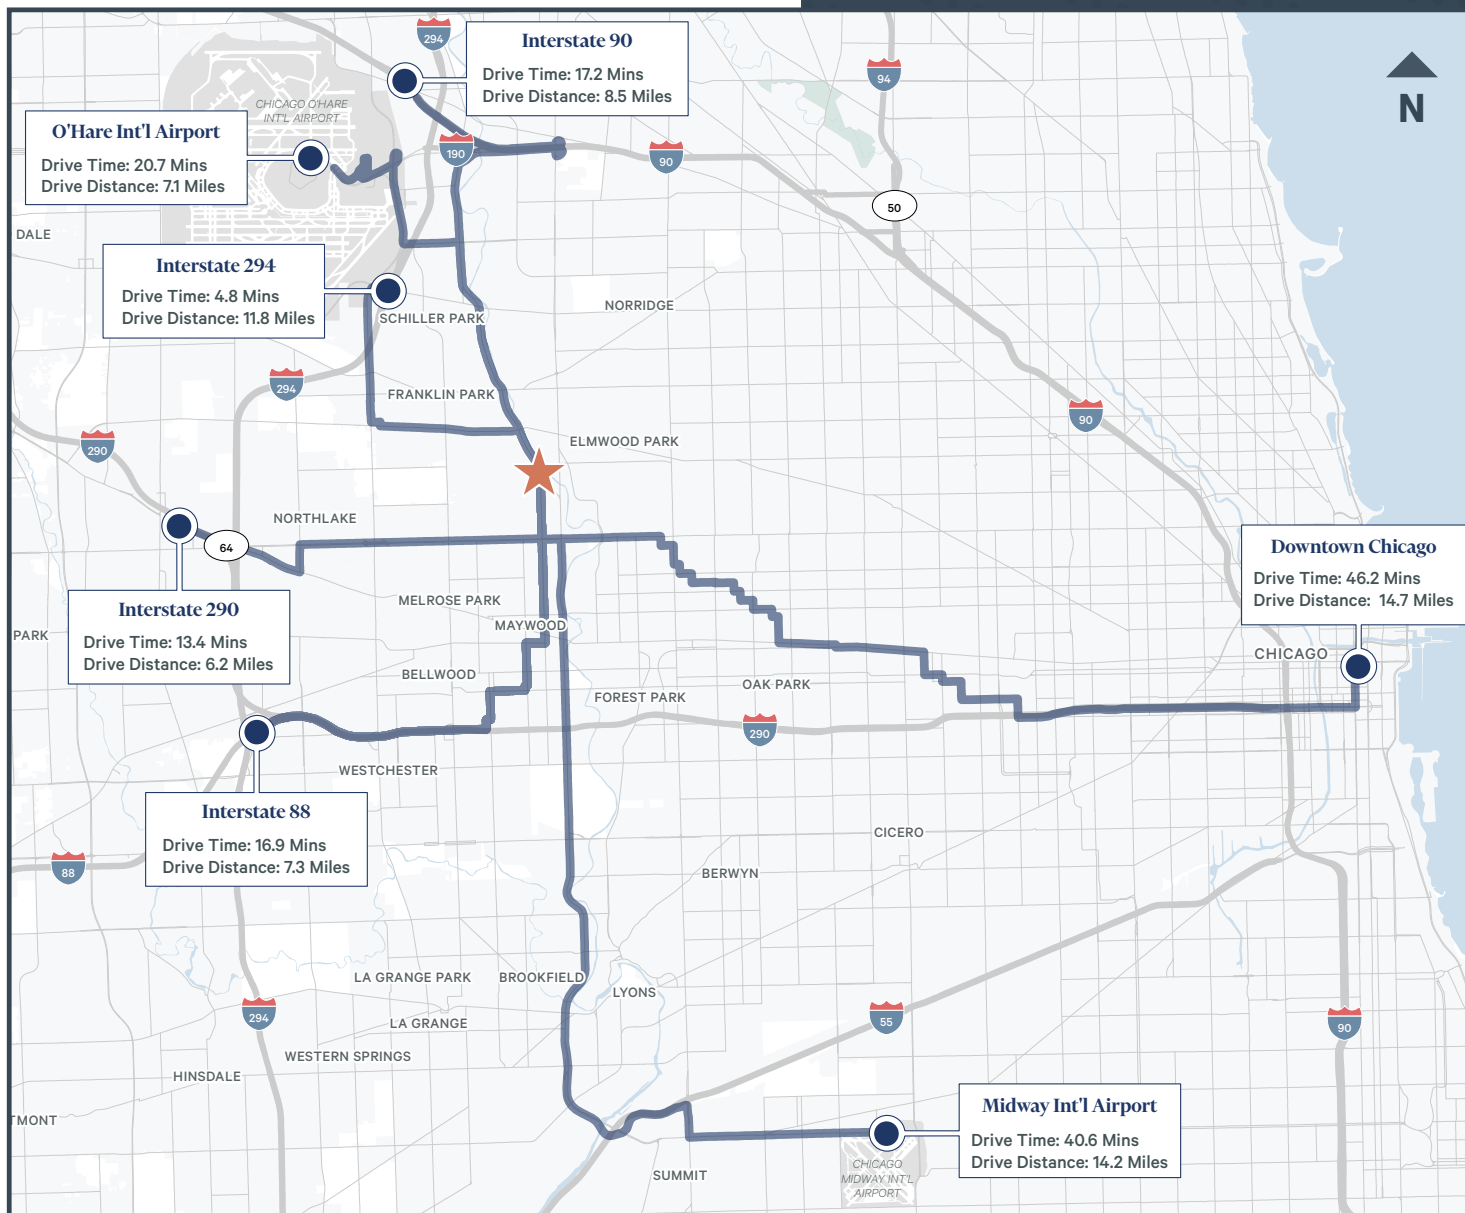 294
Interstate 90
Drive Time: 17.2 Mins
Drive Distance: 8.5 Miles
94
N
CHICAGO O'HARE
INT'L AIRPORT
O'Hare Int'l Airport
Drive Time: 20.7 Mins
Drive Distance: 7.1 Miles
190
90
50
DALE
Interstate 294
Drive Time: 4.8 Mins
Drive Distance: 11.8 Miles
NORRIDGE
SCHILLER PARK
294
FRANKLIN PARK
90
290
ELMWOOD PARK
NORTHLAKE
64
Downtown Chicago
Drive Time: 46.2 Mins
Drive Distance: 14.7 Miles
Interstate 290
Drive Time: 13.4 Mins
Drive Distance: 6.2 Miles
MELROSE PARK
MAYWOOD
PARK
CHICAGO
BELLWOOD
FOREST PARK
OAK PARK
290
WESTCHESTER
Interstate 88
Drive Time: 16.9 Mins
Drive Distance: 7.3 Miles
CICERO
88
BERWYN
LA GRANGE PARK
BROOKFIELD
LYONS
294
LA GRANGE
55
90
WESTERN SPRINGS
HINSDALE
TMONT
Midway Int'l Airport
Drive Time: 40.6 Mins
Drive Distance: 14.2 Miles
SUMMIT
CHICAGO
MIDWAY INT'L
AIRPORT